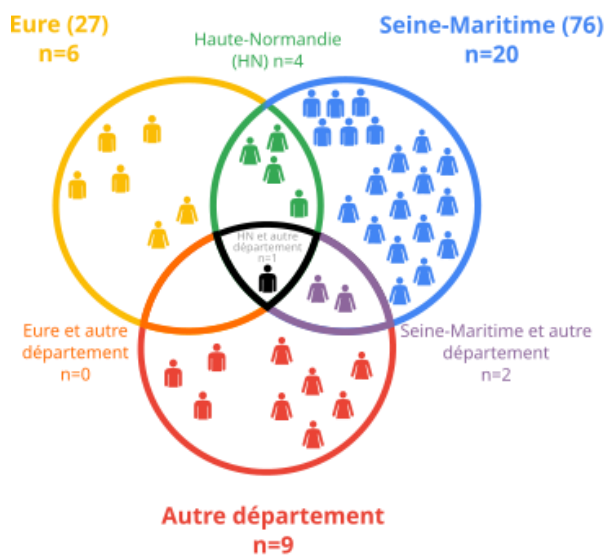 Eure (27)
n=6
Haute-Normandie
(HN) n=4
Seine-Maritime (76)
n=20
HN et autre
département
n=1
Eure et autre
département
n=0
Seine-Maritime et autre
département
n=2
Autre département
n=9